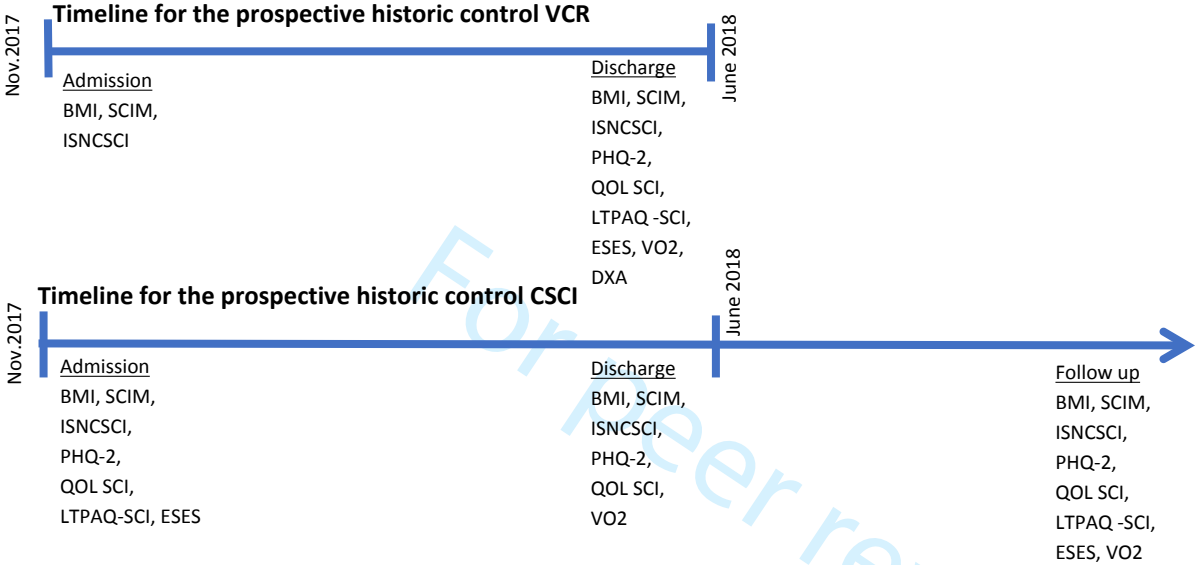 Timeline for the prospective historic control VCR
Nov.2017
June 2018
Admission
BMI, SCIM,
ISNCSCI
Discharge
BMI, SCIM,
ISNCSCI,
PHQ-2,
QOL SCI,
LTPAQ -SCI,
ESES, VO2,
DXA
Timeline for the prospective historic control CSCI
Nov.2017
June 2018
Admission
BMI, SCIM,
ISNCSCI,
PHQ-2,
QOL SCI,
LTPAQ-SCI, ESES
Discharge
BMI, SCIM,
ISNCSCI,
PHQ-2,
QOL SCI,
VO2
Follow up
BMI, SCIM,
ISNCSCI,
PHQ-2,
QOL SCI,
LTPAQ -SCI,
ESES, VO2
For peer re